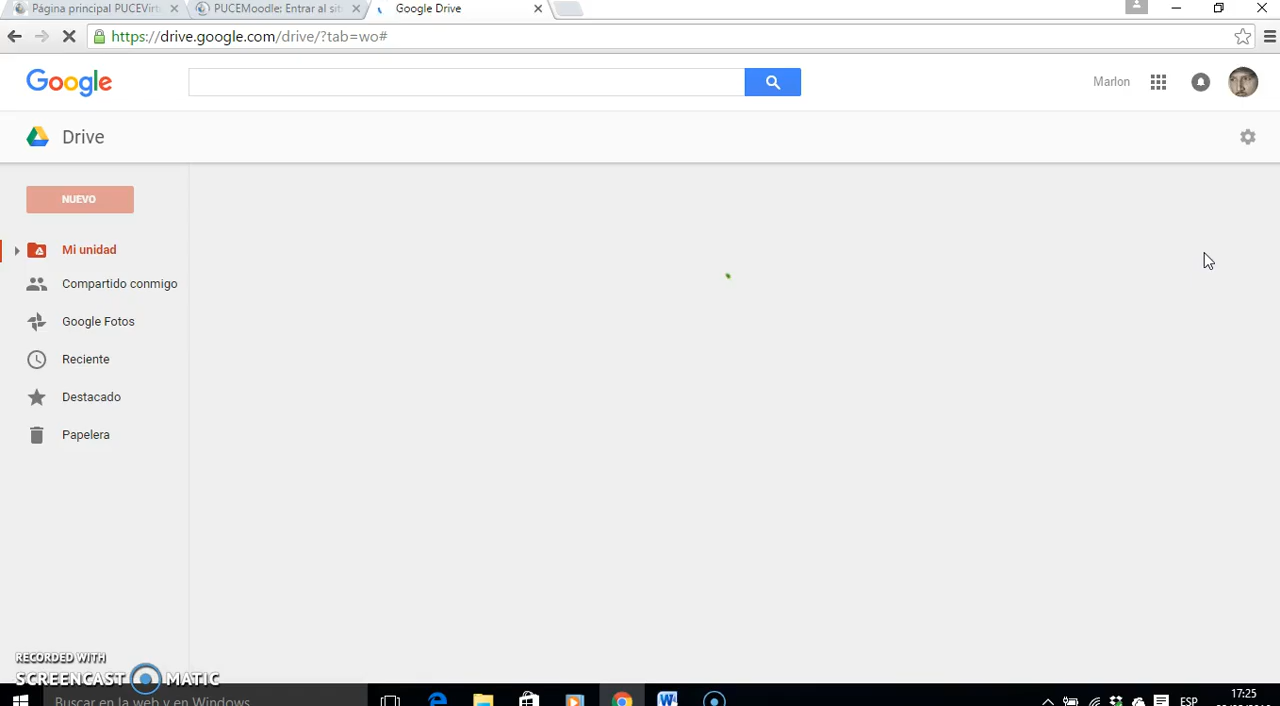 Página principal PUCEVirt
PUCEMoodle: Entrar al sit
Google Drive
https://drive.google.com/drive/?tab=wo#
Google
Marlon
Drive
NUEVO
Mi unidad
Compartido conmigo
Google Fotos
Reciente
Destacado
Papelera
RECORDED WITH
SCREENCAST MATIC
Buscar en la web y en Windows
ESP
17:25